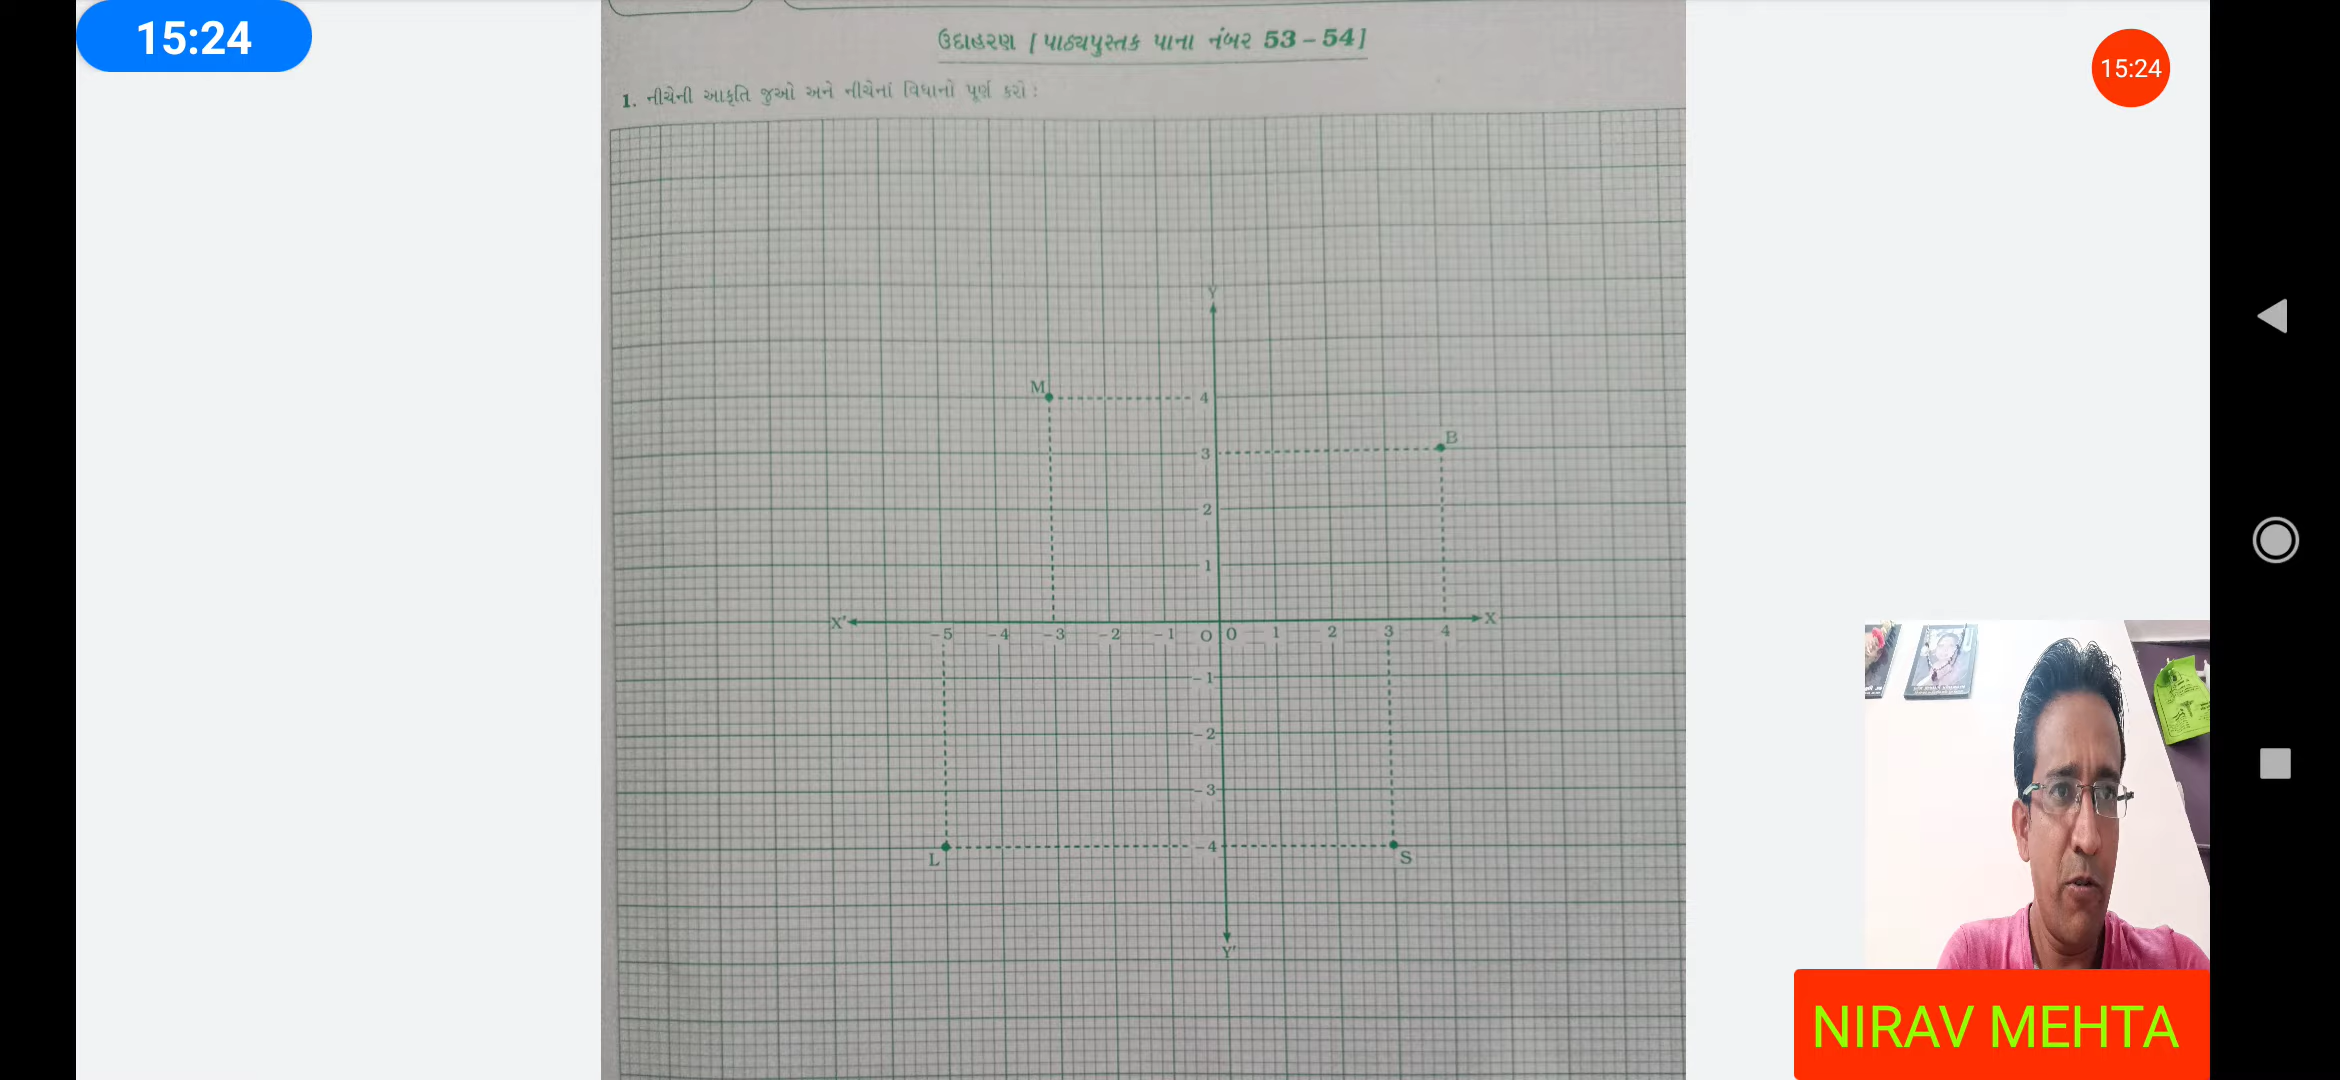 15:24
ઉદાહરણ [ પાઠ્યપુસ્તક પાના નંબર 53 – 54 ]
15:24
1. નીચેની આકૃતિ જુઓ અને નીચેનાં વિધાનો પૂર્ણ કરો :
Y
M
4
B
3
2
1
X' X
-5 -4 -3 -2 -1 O 0 1 2 3 4
-1
-2
-3
-4
L S
Y'
NIRAV MEHTA